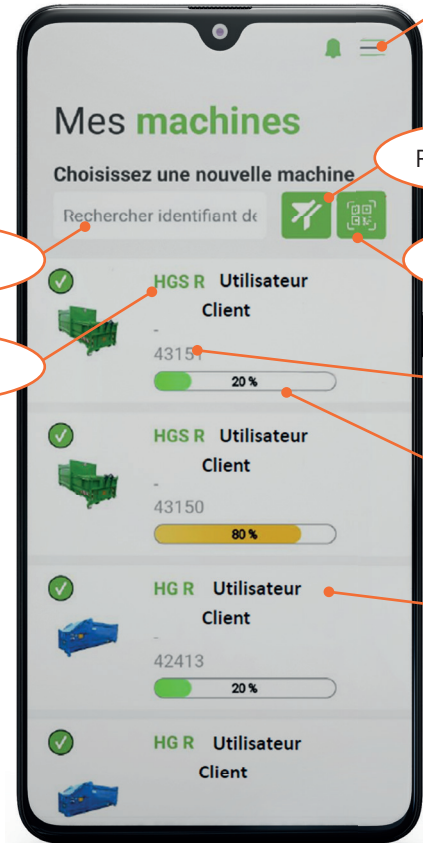 Mes machines
Choisissez une nouvelle machine
Rechercher identifiant de
HGS R Utilisateur
Client
-
43151
20 %
HGS R Utilisateur
Client
-
43150
80 %
HG R Utilisateur
Client
-
42413
20 %
HG R Utilisateur
Client